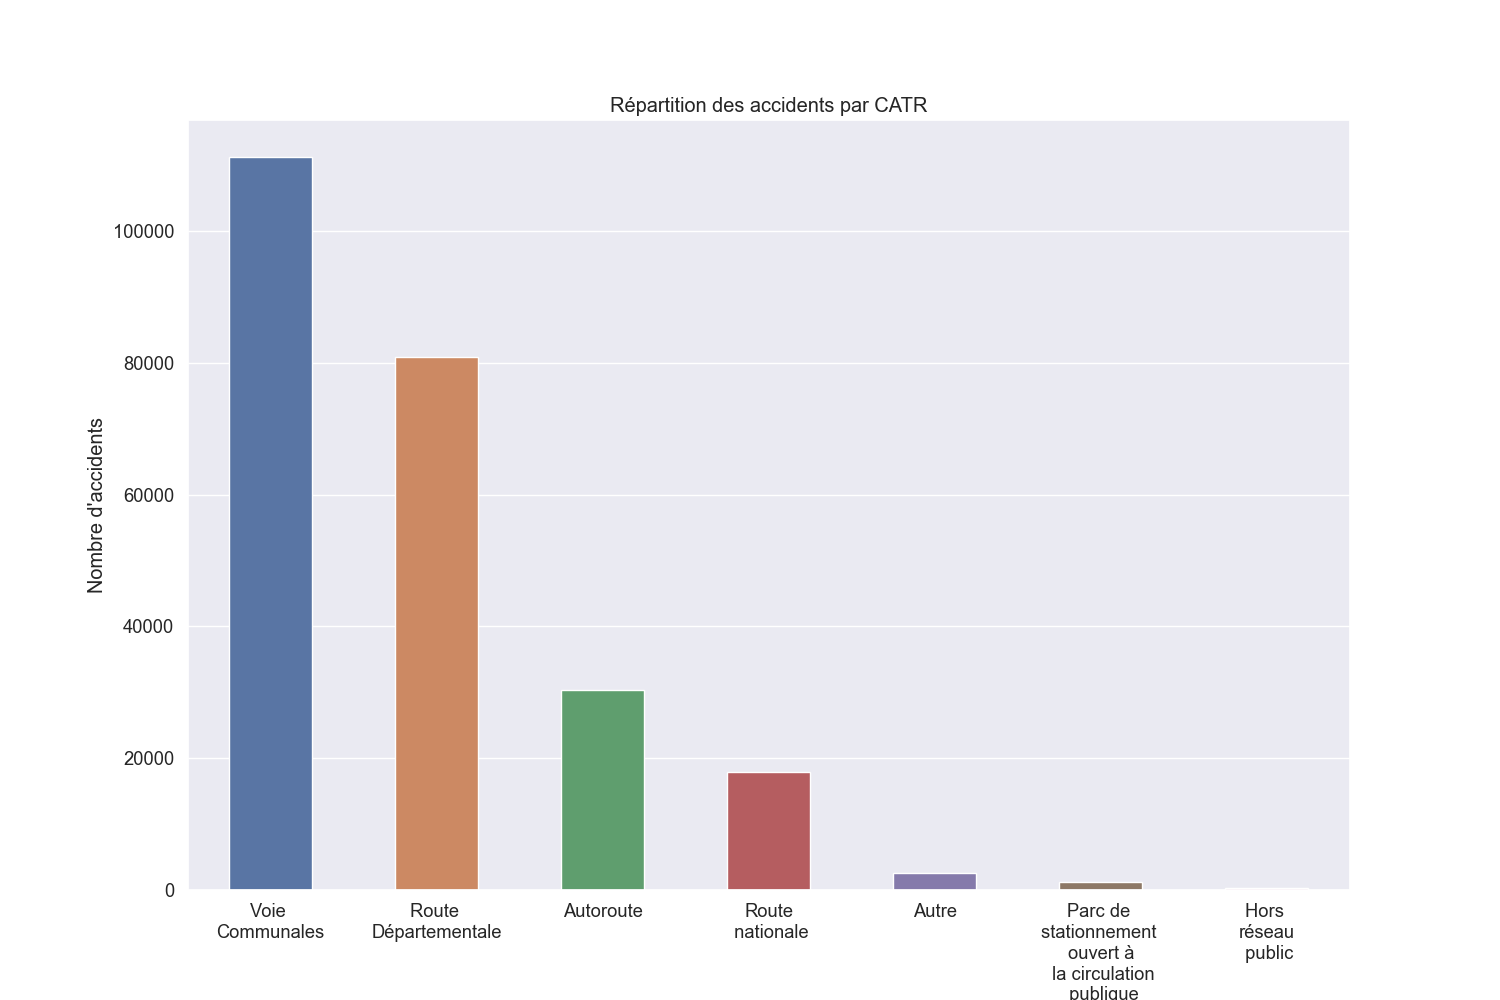 Répartition des accidents par CATR
Nombre d'accidents
100000
80000
60000
40000
20000
0
Voie
Communales
Route
Départementale
Autoroute
Route
nationale
Autre
Parc de
stationnement
ouvert à
la circulation
publique
Hors
réseau
public